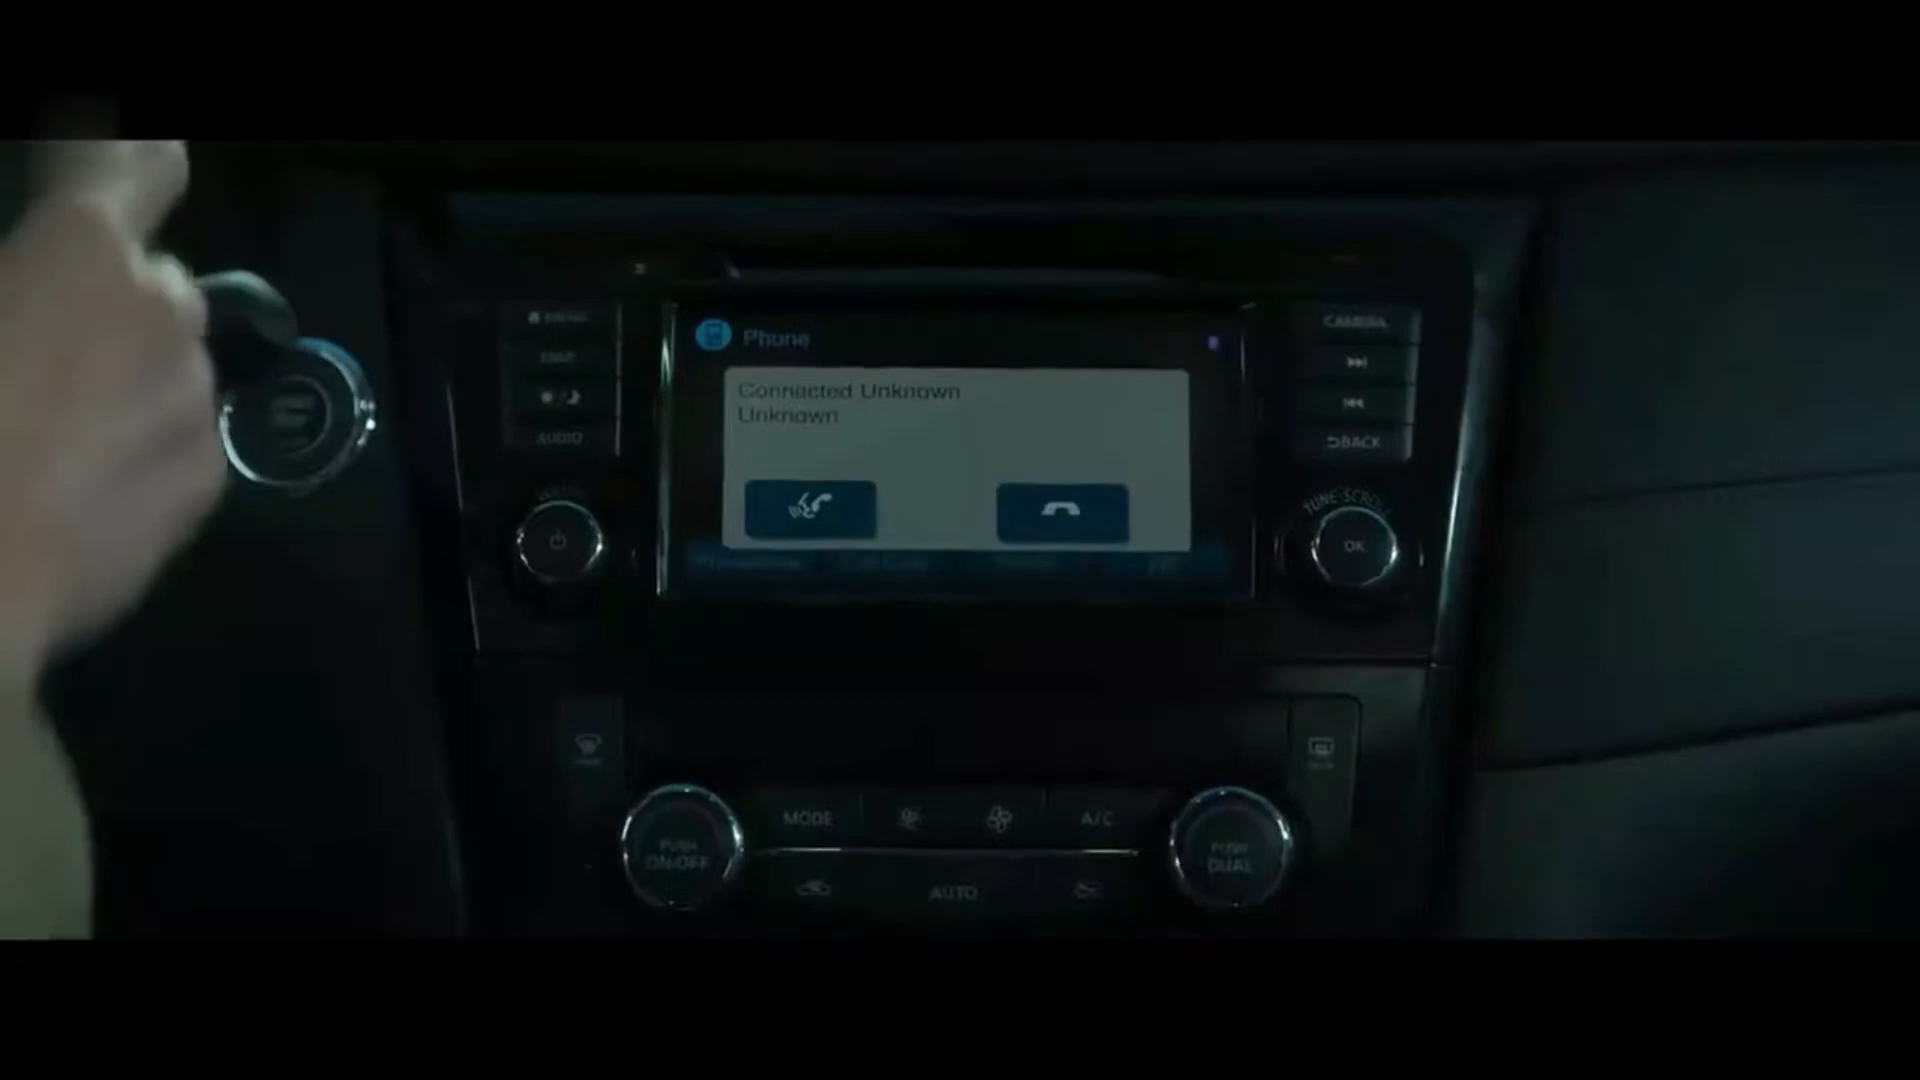 Phone
Connected Unknown
Unknown
CAMERA
BACK
AUDIO
TUNE-SCROLL
OK
MODE
A/C
PUSH
ON-OFF
PUSH
DUAL
AUTO